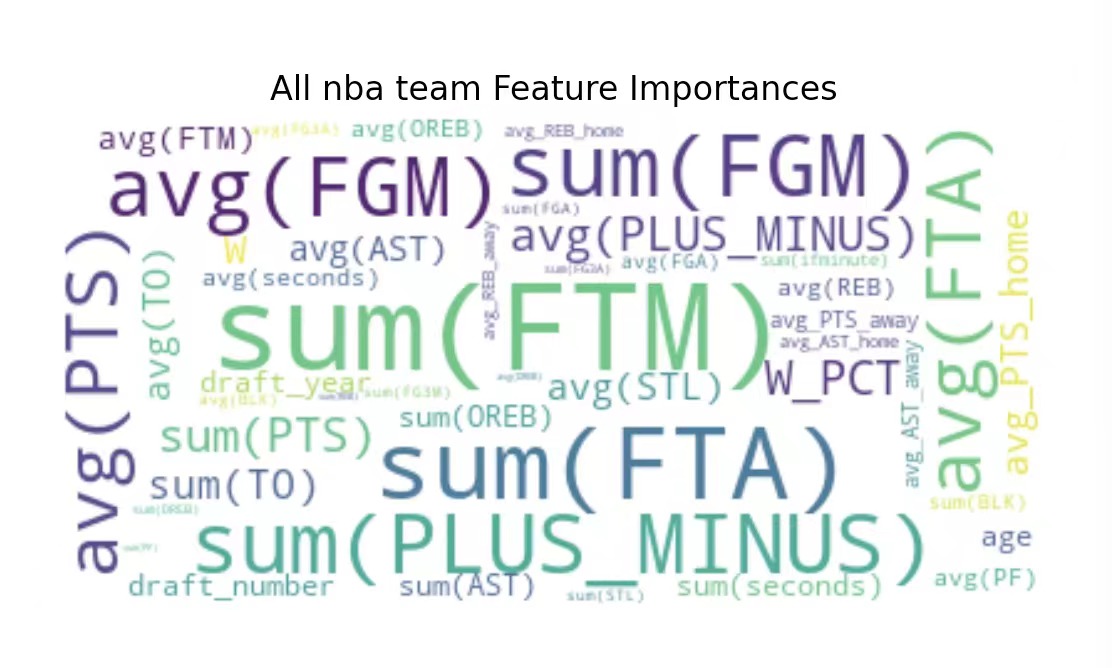 All nba team Feature Importances
avg(FTM)
avg(FG3A)
avg(OREB)
avg_REB_home
avg(FGM)
sum(FGM)
avg(FTA)
sum(FGA)
avg(PTS)
W
avg(AST)
avg_REB_away
avg(PLUS_MINUS)
avg_PTS_home
avg(TO)
avg(seconds)
sum(FG3A)
avg(FGA)
sum(ifminute)
sum(FTM)
avg(REB)
avg_PTS_away
avg_AST_home
draft_year
avg(STL)
W_PCT
avg_AST_away
avg(BLK)
sum(FG3M)
sum(OREB)
sum(PTS)
sum(FTA)
sum(TO)
sum(BLK)
sum(DREB)
sum(PLUS_MINUS)
age
sum(PF)
draft_number
sum(AST)
sum(STL)
sum(seconds)
avg(PF)